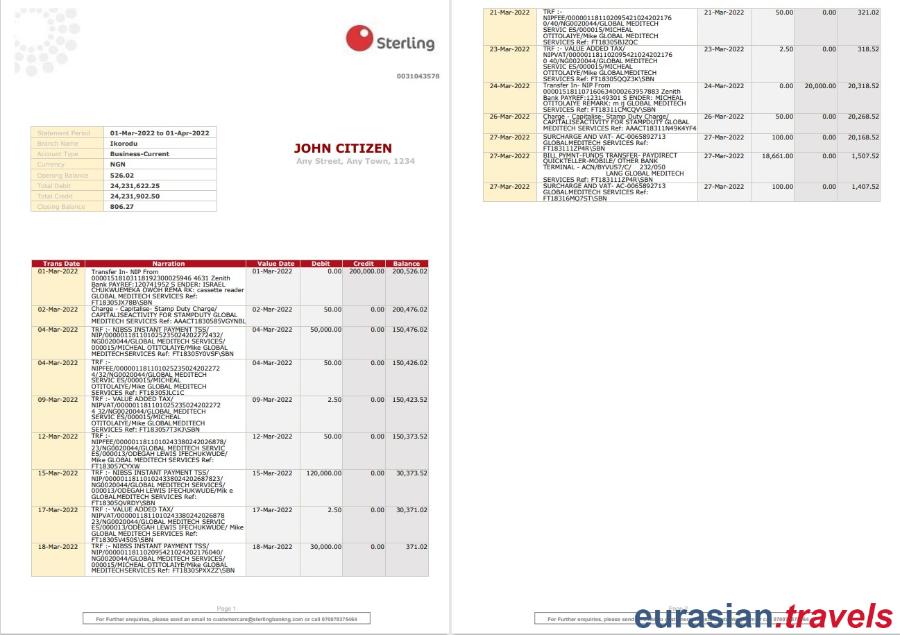 Sterling
0031043578
Statement Period 01-Mar-2022 to 01-Apr-2022
Branch Name Ikorodu
Account Type Business-Current
Currency NGN
Opening Balance 526.02
Total Debit 24,231,622.25
Total Credit 24,231,902.50
Closing Balance 806.27
JOHN CITIZEN
Any Street, Any Town, 1234
Trans Date Narration Value Date Debit Credit Balance
01-Mar-2022 Transfer In- NIP From 01-Mar-2022 0.00 200,000.00 200,526.02
00001518103118192300025946 4631 Zenith
Bank PAYREF:120741952 S ENDER: ISRAEL
CHUKWUEMEKA OWOH REMA RK: cassette reader
GLOBAL MEDITECH SERVICES Ref:
FT18305JX78B\SBN
02-Mar-2022 Charge - Capitalise- Stamp Duty Charge/ 02-Mar-2022 50.00 0.00 200,476.02
CAPITALISEACTIVITY FOR STAMPDUTY GLOBAL
MEDITECH SERVICES Ref: AAACT1830585VGYNBL
04-Mar-2022 TRF :- NIBSS INSTANT PAYMENT TSS/ 04-Mar-2022 50,000.00 0.00 150,476.02
NIP/000001181101025235024202272432/
NG0020044/GLOBAL MEDITECH SERVICES/
000015/MICHEAL OTITOLAIYE/Mike GLOBAL
MEDITECHSERVICES Ref: FT18305Y0VSF\SBN
04-Mar-2022 TRF :- 04-Mar-2022 50.00 0.00 150,426.02
NIPFEE/000001181101025235024202272
4/32/NG0020044/GLOBAL MEDITECH
SERVIC ES/000015/MICHEAL
OTITOLAIYE/Mike GLOBAL MEDITECH
SERVICES Ref: FT18305JLC1C
09-Mar-2022 TRF :- VALUE ADDED TAX/ 09-Mar-2022 2.50 0.00 150,423.52
NIPVAT/000001181101025235024202272
4 32/NG0020044/GLOBAL MEDITECH
SERVIC ES/000015/MICHEAL
OTITOLAIYE/Mike GLOBAL MEDITECH
SERVICES Ref: FT18305T3KJ\SBN
12-Mar-2022 TRF :- 12-Mar-2022 50.00 0.00 150,373.52
NIPFEE/0000011811010243380242026878/
23/NG0020044/GLOBAL MEDITECH SERVIC
ES/000013/ODEGAH LEWIS IFECHUKWUDE/
Mik e GLOBAL MEDITECH SERVICES Ref:
FT183057CYXW
15-Mar-2022 TRF :- NIBSS INSTANT PAYMENT TSS/ 15-Mar-2022 120,000.00 0.00 30,373.52
NIP/000001181101024338024202687823/
NG0020044/GLOBAL MEDITECH SERVICES/
000013/ODEGAH LEWIS IFECHUKWUDE/Mik e
GLOBALMEDITECH SERVICES Ref:
FT18305QVRDY\SBN
17-Mar-2022 TRF :- VALUE ADDED TAX/ 17-Mar-2022 2.50 0.00 30,371.02
NIPVAT/000001181101024338024202 6878
23/NG0020044/GLOBAL MEDITECH SERVIC
ES/000013/ODEGAH LEWIS IFECHUKWUDE/ Mike
GLOBAL MEDITECH SERVICES Ref:
FT18305V450S\SBN
18-Mar-2022 TRF :- NIBSS INSTANT PAYMENT TSS/ 18-Mar-2022 30,000.00 0.00 371.02
NIP/000001181102095421024202176040/
NG0020044/GLOBAL MEDITECH SERVICES/
000015/MICHEAL OTITOLAIYE/Mike GLOBAL
MEDITECH SERVICES Ref: FT18305PXXZZ\SBN
Page 1
For Further enquiries, please send an email to customercare@sterlingbanking.com or call 070078375464
21-Mar-2022 TRF :- 21-Mar-2022 50.00 0.00 321.02
NIPFEE/000001181102095421024202176
0/40/NG0020044/GLOBAL MEDITECH
SERVIC ES/000015/MICHEAL
OTITOLAIYE/Mike GLOBAL MEDITECH
SERVICES Ref: FT18305BJZQC
23-Mar-2022 TRF :- VALUE ADDED TAX/ 23-Mar-2022 2.50 0.00 318.52
NIPVAT/000001181102095421024202176
0 40/NG0020044/GLOBAL MEDITECH
SERVIC ES/000015/MICHEAL
OTITOLAIYE/Mike GLOBALMEDITECH
SERVICES Ref: FT18305QQZ3K\SBN
24-Mar-2022 Transfer In- NIP From 24-Mar-2022 0.00 20,000.00 20,318.52
000015181107160634000263957883 Zenith
Bank PAYREF:123149301 S ENDER: MICHEAL
OTITOLAIYE REMARK: m ij GLOBAL MEDITECH
SERVICES Ref: FT18311CMCQV\SBN
26-Mar-2022 Charge - Capitalise- Stamp Duty Charge/ 26-Mar-2022 50.00 0.00 20,268.52
CAPITALISEACTIVITY FOR STAMPDUTY GLOBAL
MEDITECH SERVICES Ref: AAACT18311N49K4YF4
27-Mar-2022 SURCHARGE AND VAT- AC-0065892713 27-Mar-2022 100.00 0.00 20,168.52
GLOBALMEDITECH SERVICES Ref:
FT183111ZP4R\SBN
27-Mar-2022 BILL PYMNT-FUNDS TRANSFER- PAYDIRECT 27-Mar-2022 18,661.00 0.00 1,507.52
QUICKTELLER-MOBILE/ OTHER BANK
TERMINAL - ACN/BYVUS7/C/ 232/050
LANG GLOBAL MEDITECH
SERVICES Ref: FT183111ZP4R\SBN
27-Mar-2022 SURCHARGE AND VAT- AC-0065892713 27-Mar-2022 100.00 0.00 1,407.52
GLOBALMEDITECH SERVICES Ref:
FT18316MQ7ST\SBN
For Further enquiries, please send
eurasian.travels